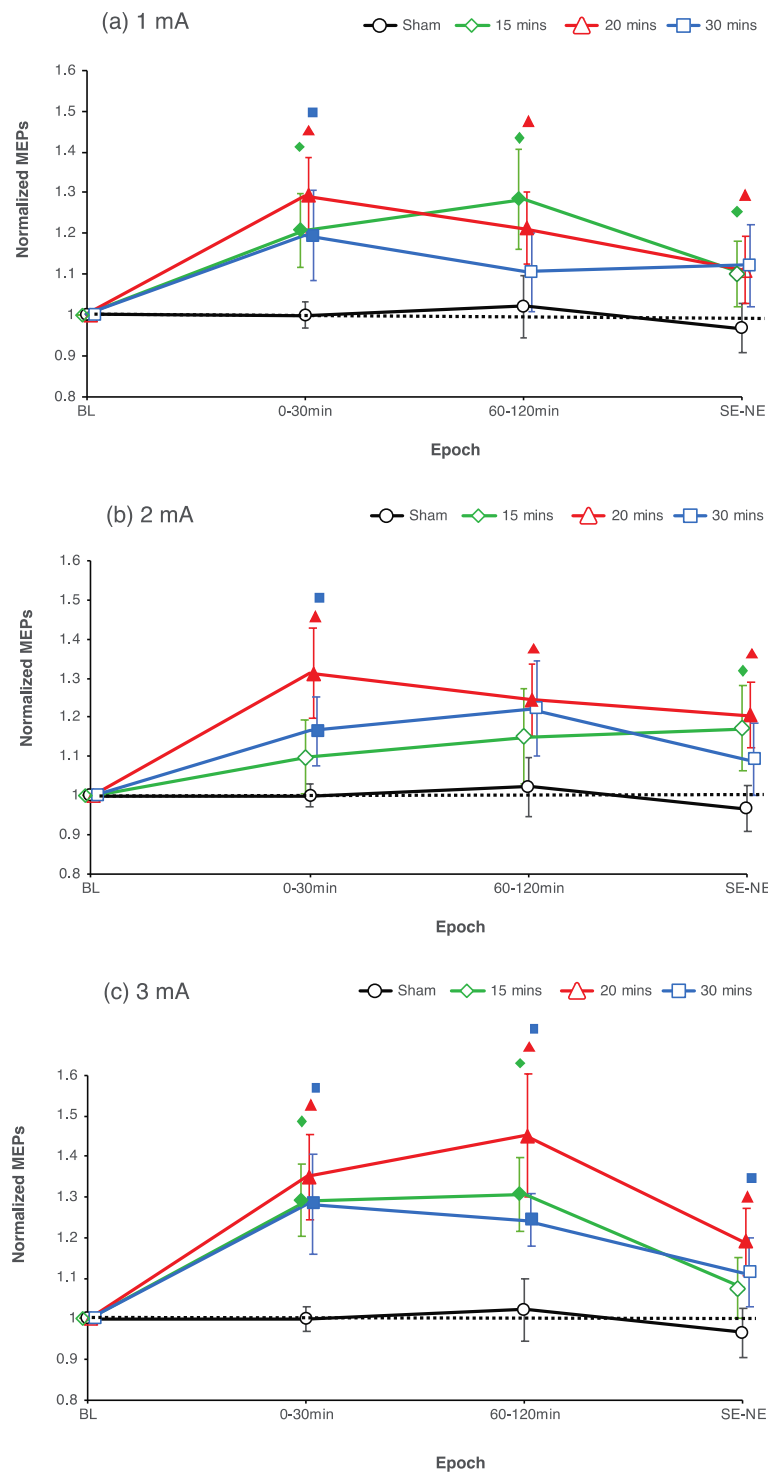 (a) 1 mA
Sham 15 mins 20 mins 30 mins
Normalized MEPs
1.6
1.5
1.4
1.3
1.2
1.1
1
0.9
0.8
BL 0-30min 60-120min SE-NE
Epoch
(b) 2 mA
Sham 15 mins 20 mins 30 mins
Normalized MEPs
1.6
1.5
1.4
1.3
1.2
1.1
1
0.9
0.8
BL 0-30min 60-120min SE-NE
Epoch
(c) 3 mA
Sham 15 mins 20 mins 30 mins
Normalized MEPs
1.6
1.5
1.4
1.3
1.2
1.1
1
0.9
0.8
BL 0-30min 60-120min SE-NE
Epoch